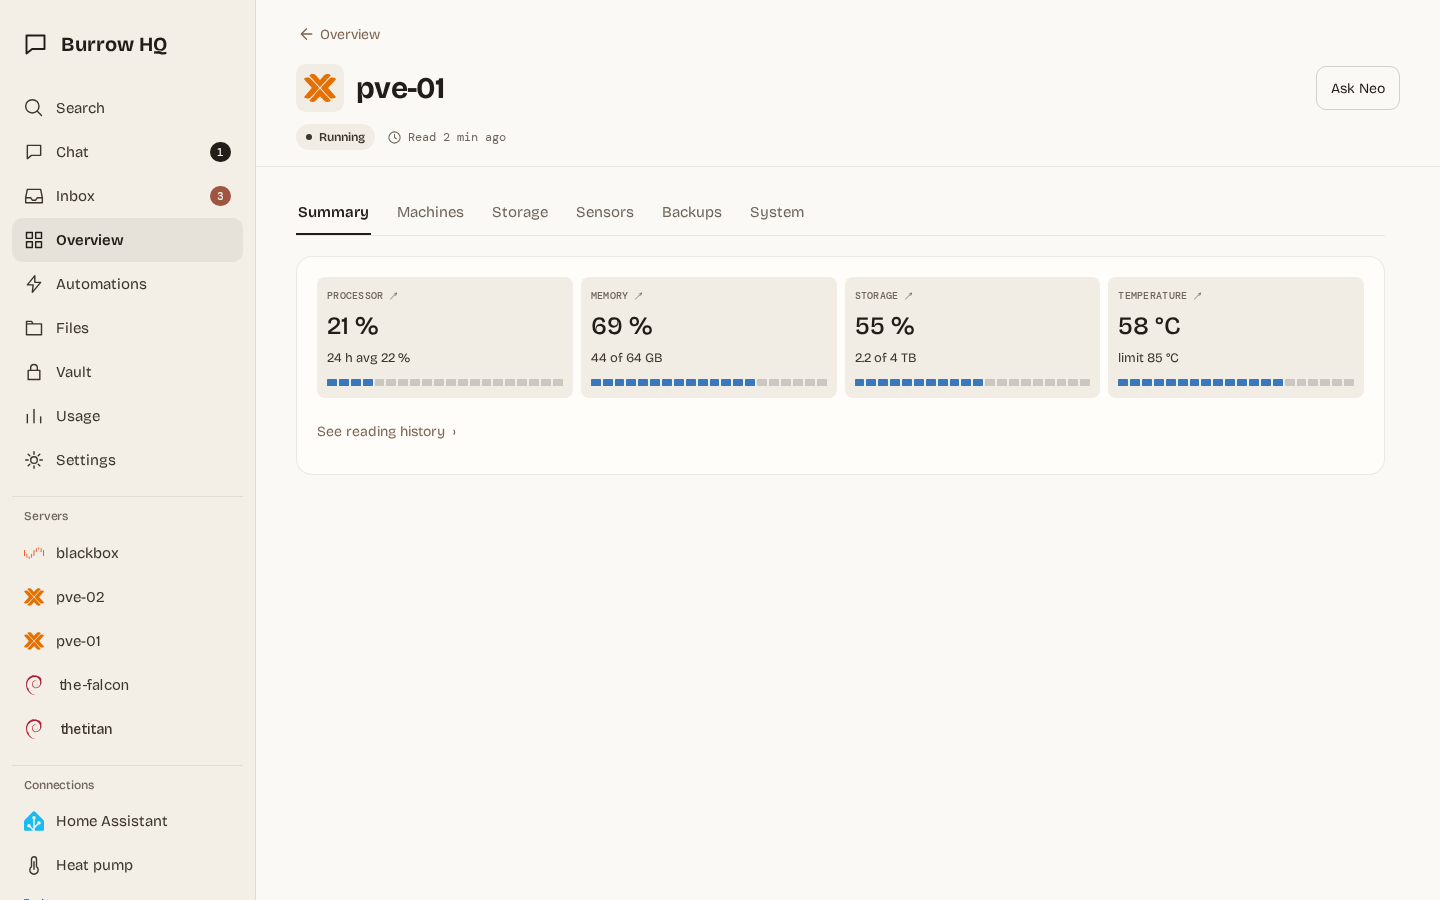 Burrow HQ
Search
Chat 1
Inbox 3
Overview
Automations
Files
Vault
Usage
Settings
Servers
blackbox
pve-02
pve-01
the-falcon
thetitan
Connections
Home Assistant
Heat pump
← Overview
pve-01
Ask Neo
Running Read 2 min ago
Summary Machines Storage Sensors Backups System
PROCESSOR ↗
21 %
24 h avg 22 %
MEMORY ↗
69 %
44 of 64 GB
STORAGE ↗
55 %
2.2 of 4 TB
TEMPERATURE ↗
58 °C
limit 85 °C
See reading history ›